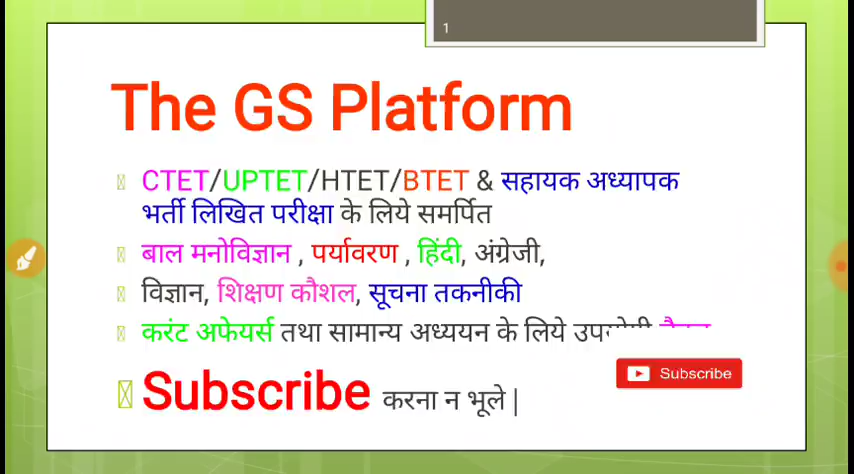 1
The GS Platform
CTET/UPTET/HTET/BTET & सहायक अध्यापक
भर्ती लिखित परीक्षा के लिये समर्पित
बाल मनोविज्ञान , पर्यावरण , हिंदी, अंग्रेजी,
विज्ञान, शिक्षण कौशल, सूचना तकनीकी
करंट अफेयर्स तथा सामान्य अध्ययन के लिये
Subscribe
Subscribe करना न भूले |